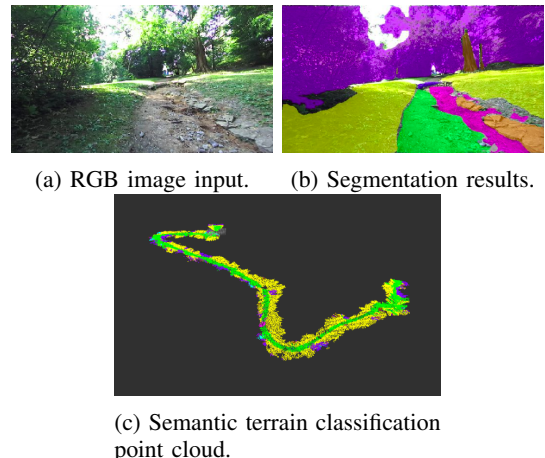 (a) RGB image input.
(b) Segmentation results.
(c) Semantic terrain classification
point cloud.